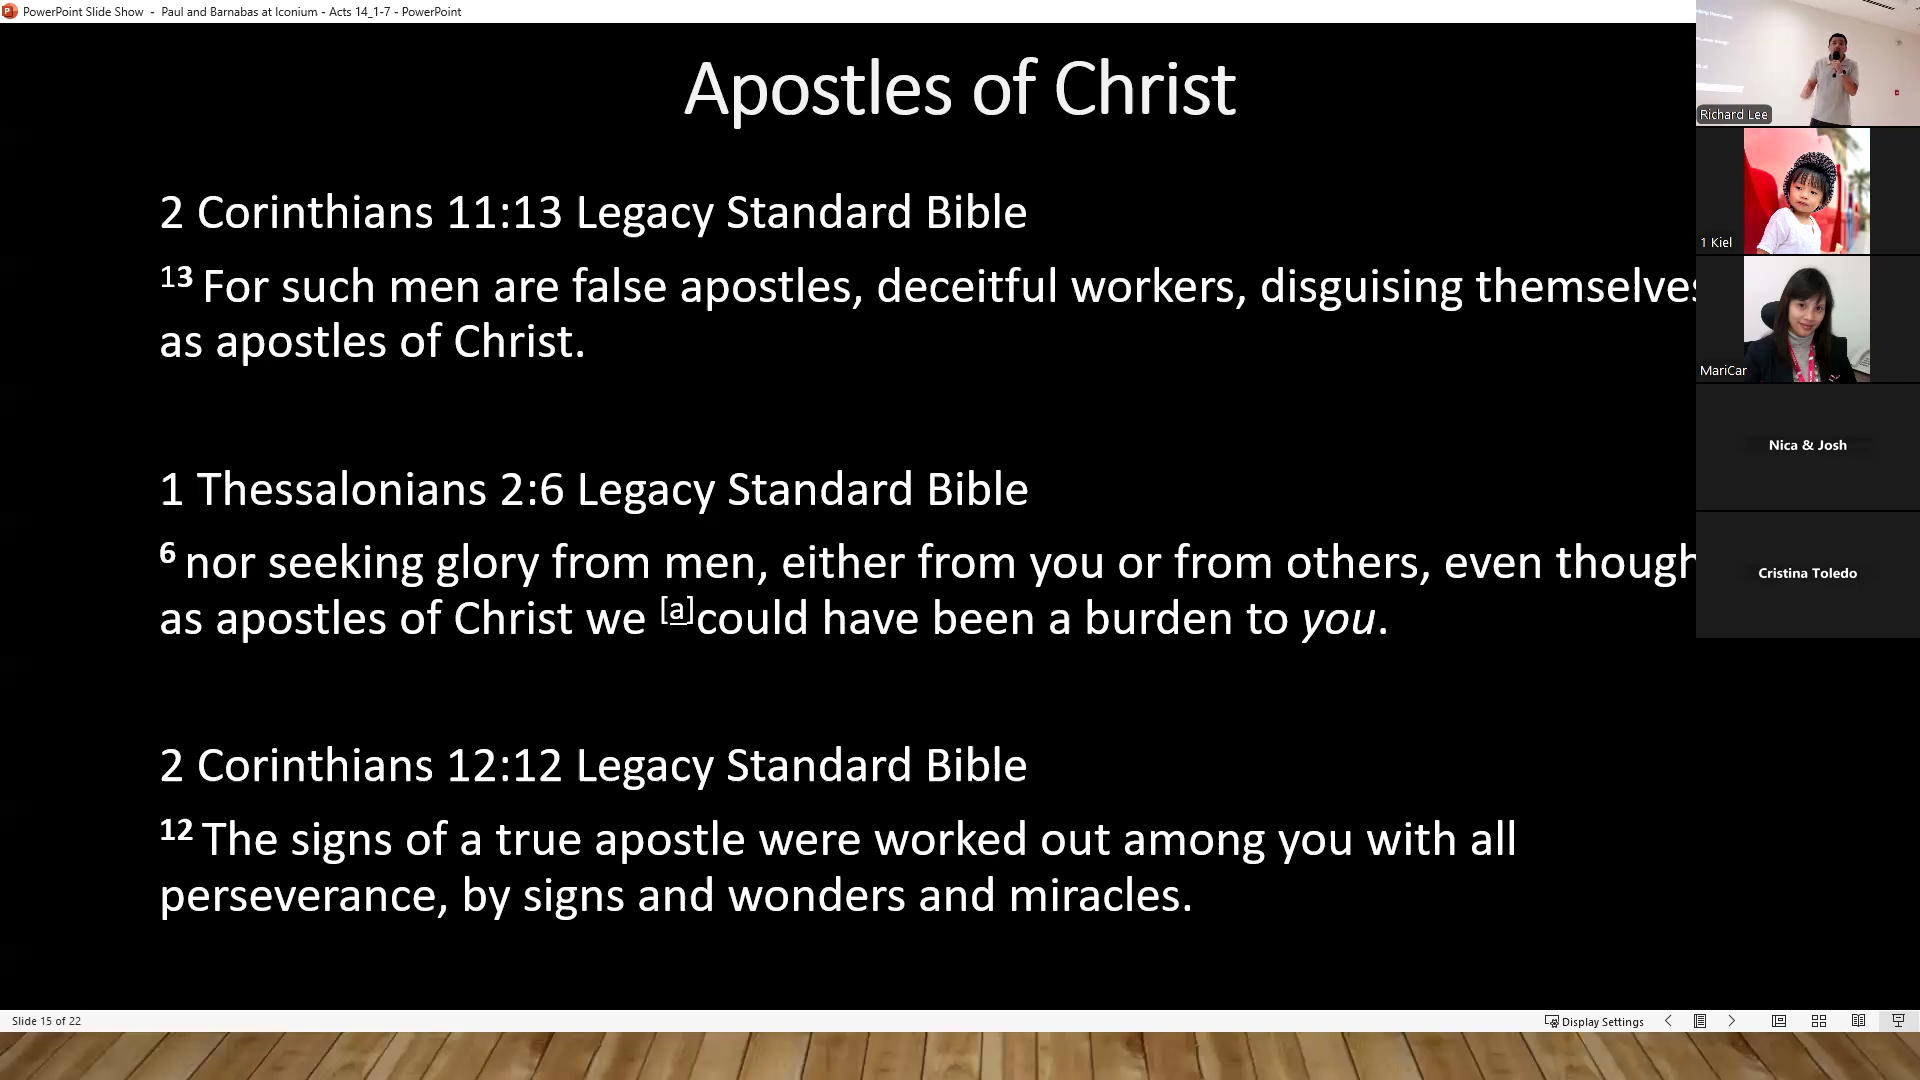 PowerPoint Slide Show - Paul and Barnabas at Iconium - Acts 14_1-7 - PowerPoint
Apostles of Christ
2 Corinthians 11:13 Legacy Standard Bible
13 For such men are false apostles, deceitful workers, disguising themselves
as apostles of Christ.
1 Thessalonians 2:6 Legacy Standard Bible
6 nor seeking glory from men, either from you or from others, even though
as apostles of Christ we [a]could have been a burden to you.
2 Corinthians 12:12 Legacy Standard Bible
12 The signs of a true apostle were worked out among you with all
perseverance, by signs and wonders and miracles.
Richard Lee
1 Kiel
MariCar
Nica & Josh
Cristina Toledo
Slide 15 of 22
Display Settings